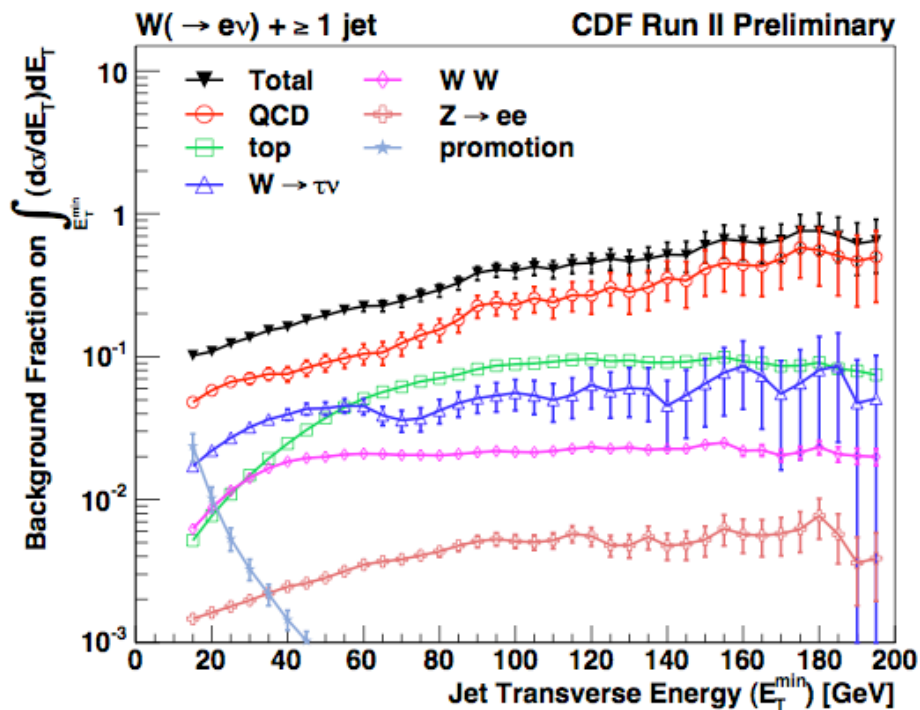 W( → eν) + ≥ 1 jet
CDF Run II Preliminary
Background Fraction on ∫_{E_T^min} (dσ/dE_T)dE_T
10
1
10⁻¹
10⁻²
10⁻³
Total
QCD
top
W → τν
W W
Z → ee
promotion
20 40 60 80 100 120 140 160 180 200
Jet Transverse Energy (E_T^min) [GeV]